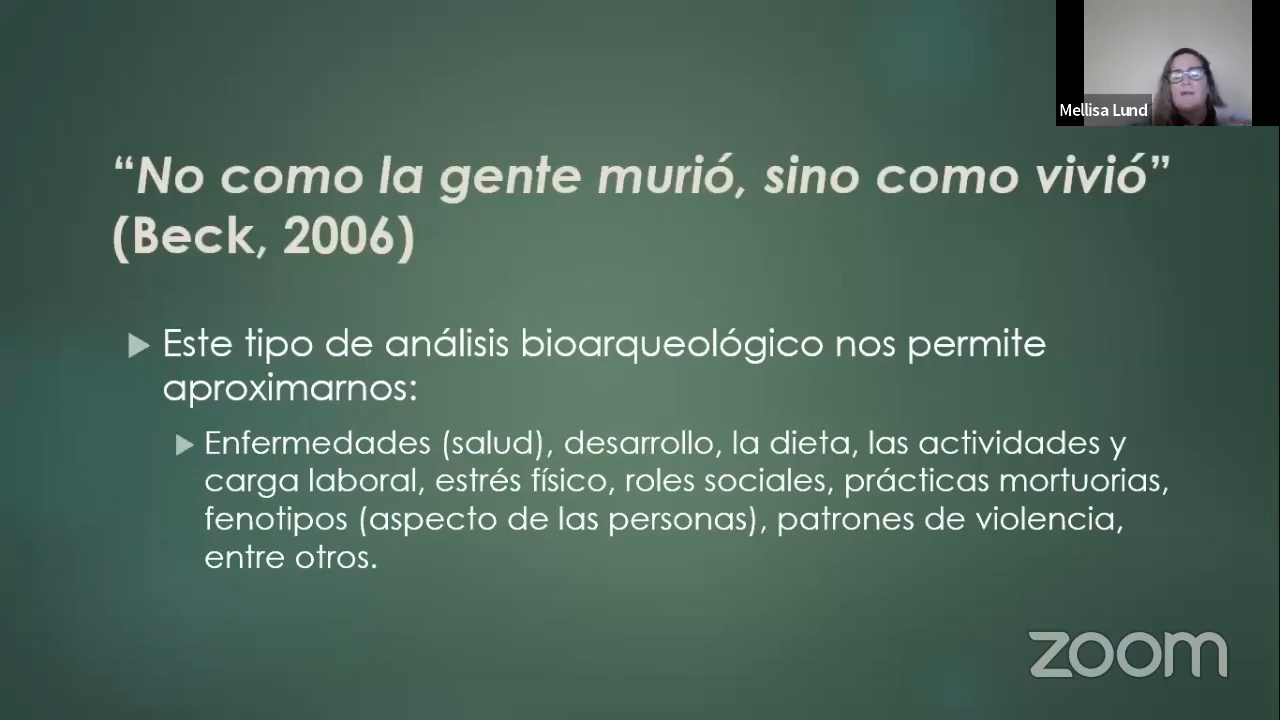 Mellisa Lund
“No como la gente murió, sino como vivió”
(Beck, 2006)
Este tipo de análisis bioarqueológico nos permite
aproximarnos:
Enfermedades (salud), desarrollo, la dieta, las actividades y
carga laboral, estrés físico, roles sociales, prácticas mortuorias,
fenotipos (aspecto de las personas), patrones de violencia,
entre otros.
zoom